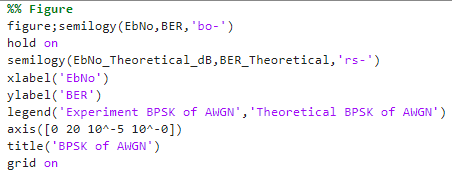 %% Figure
figure;semilogy(EbNo,BER,'bo-')
hold on
semilogy(EbNo_Theoretical_dB,BER_Theoretical,'rs-')
xlabel('EbNo')
ylabel('BER')
legend('Experiment BPSK of AWGN','Theoretical BPSK of AWGN')
axis([0 20 10^-5 10^-0])
title('BPSK of AWGN')
grid on